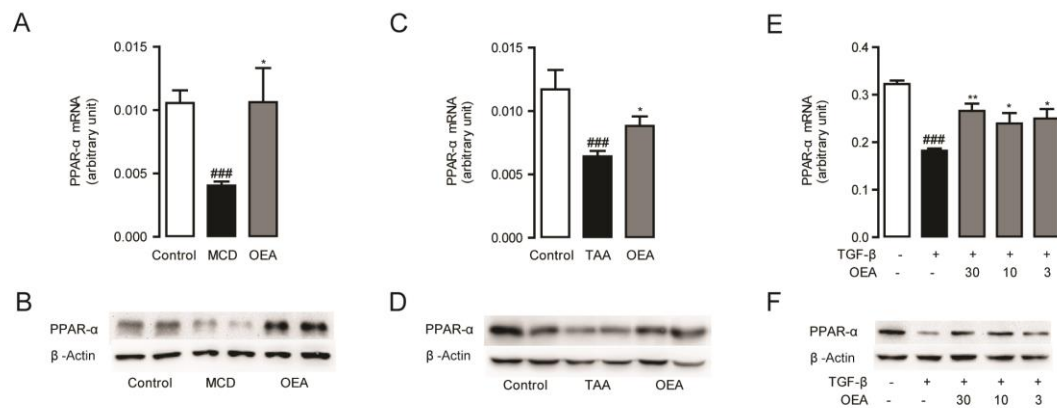 A
PPAR-α mRNA
(arbitrary unit)
0.015
0.010
0.005
0.000
###
*
Control MCD OEA
B
PPAR-α
β -Actin
Control MCD OEA
C
PPAR-α mRNA
(arbitrary unit)
0.015
0.010
0.005
0.000
###
*
Control TAA OEA
D
PPAR-α
β -Actin
Control TAA OEA
E
PPAR-α mRNA
(arbitrary unit)
0.4
0.3
0.2
0.1
0.0
###
**
*
*
TGF-β - + + + +
OEA - - 30 10 3
F
PPAR-α
β -Actin
TGF-β - + + + +
OEA - - 30 10 3